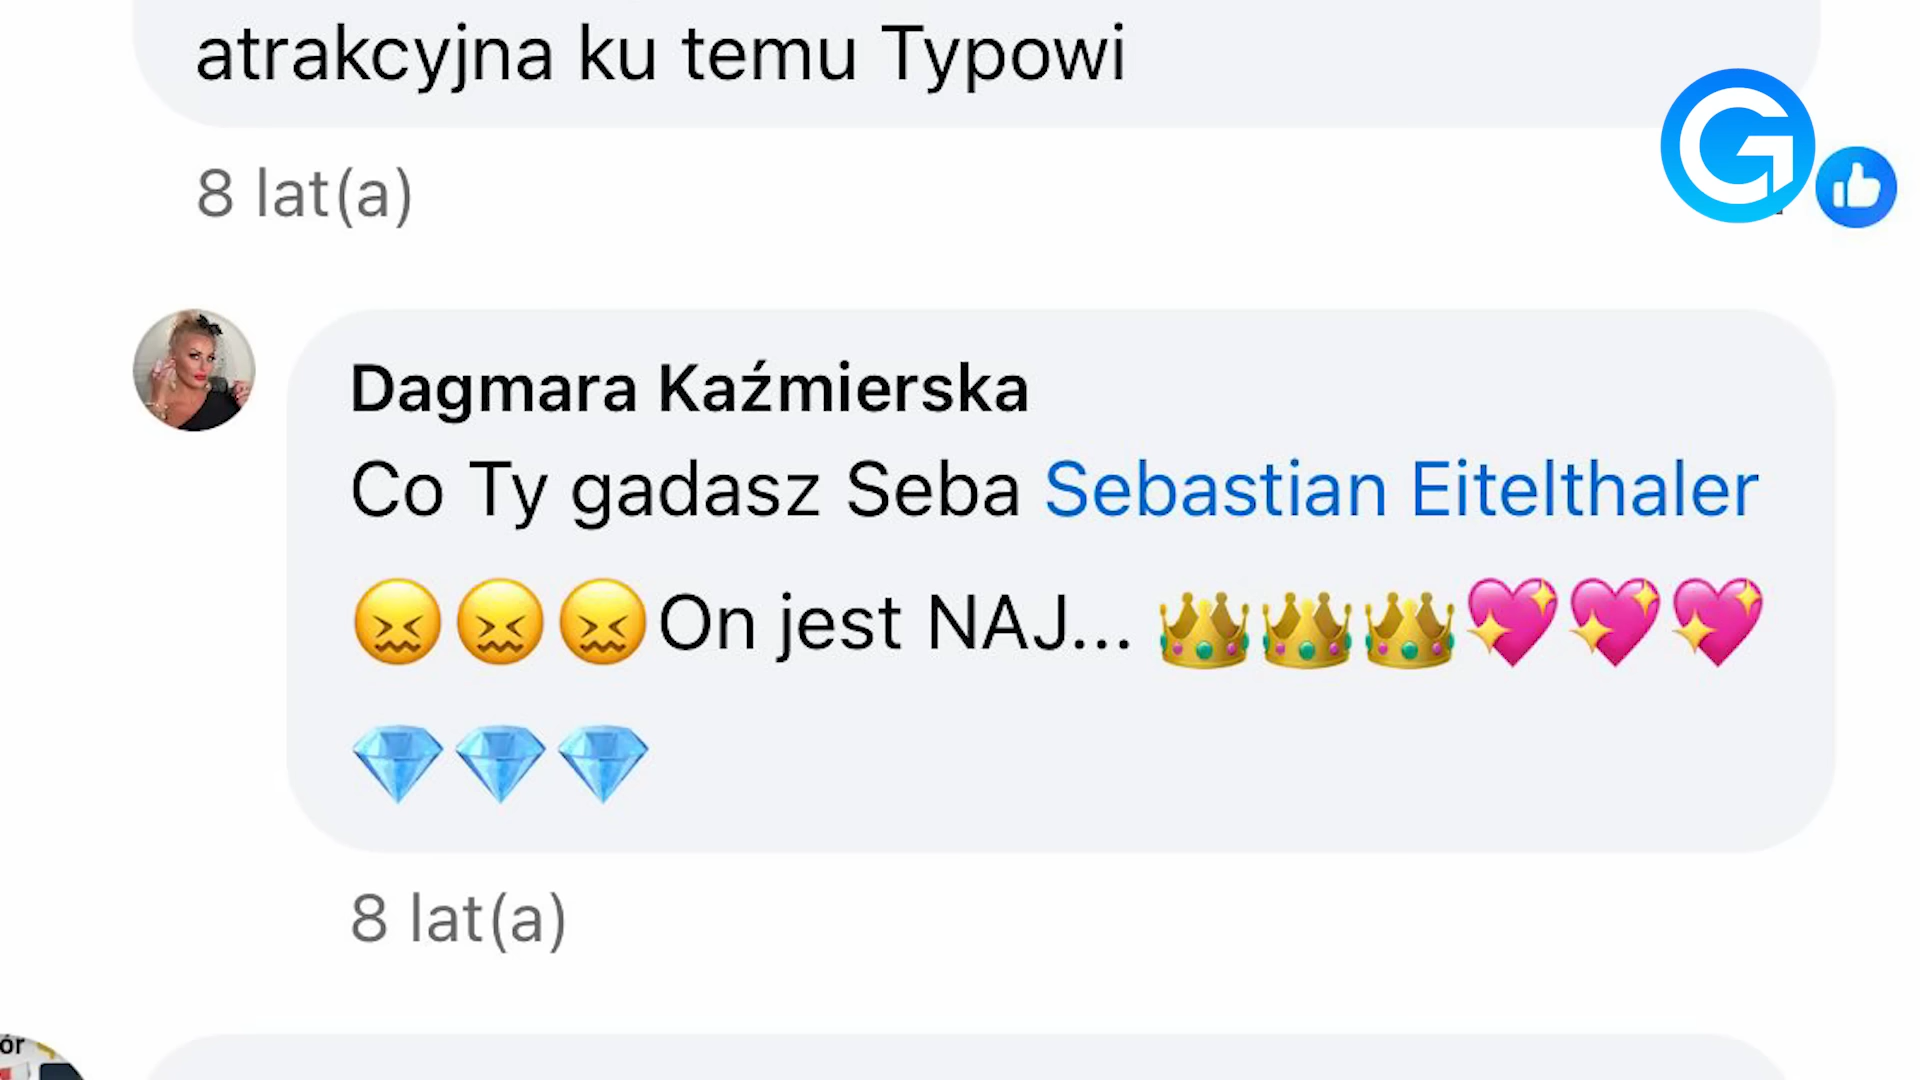 atrakcyjna ku temu Typowi
8 lat(a)
Dagmara Kaźmierska
Co Ty gadasz Seba Sebastian Eitelthaler
😖😖😖On jest NAJ... 👑👑👑💖💖💖
💎💎💎
8 lat(a)
ór